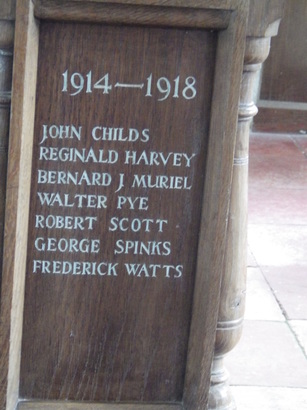 1914—1918
JOHN CHILDS
REGINALD HARVEY
BERNARD J. MURIEL
WALTER PYE
ROBERT SCOTT
GEORGE SPINKS
FREDERICK WATTS